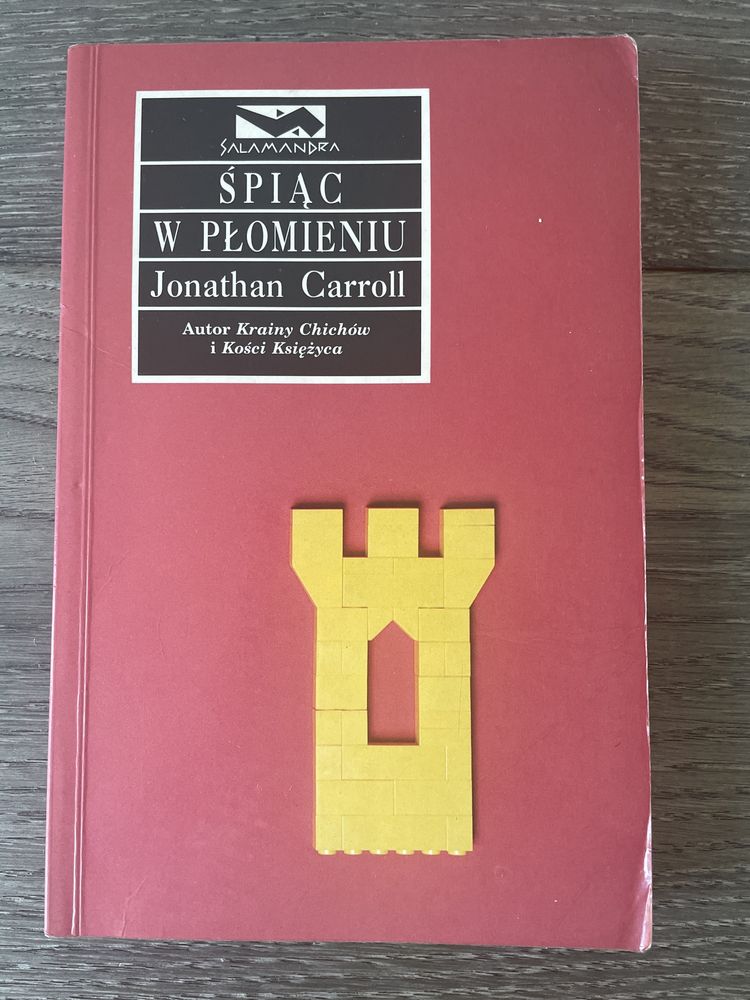 SALAMANDRA
ŚPIĄC
W PŁOMIENIU
Jonathan Carroll
Autor Krainy Chichów
i Kości Księżyca